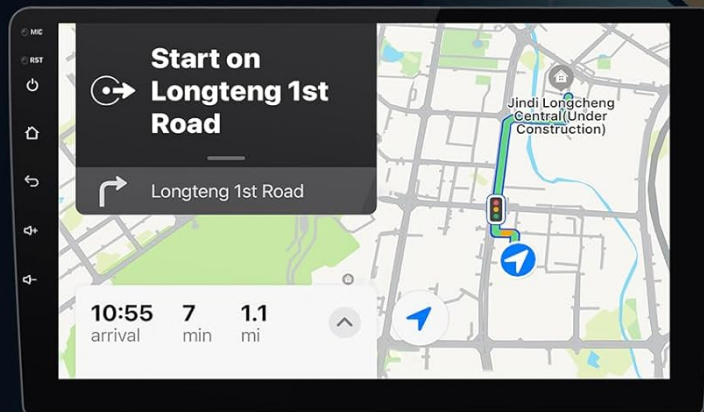 MIC
RST
Start on
Longteng 1st
Road
Longteng 1st Road
Jindi Longcheng
Central(Under
Construction)
10:55
arrival
7
min
1.1
mi